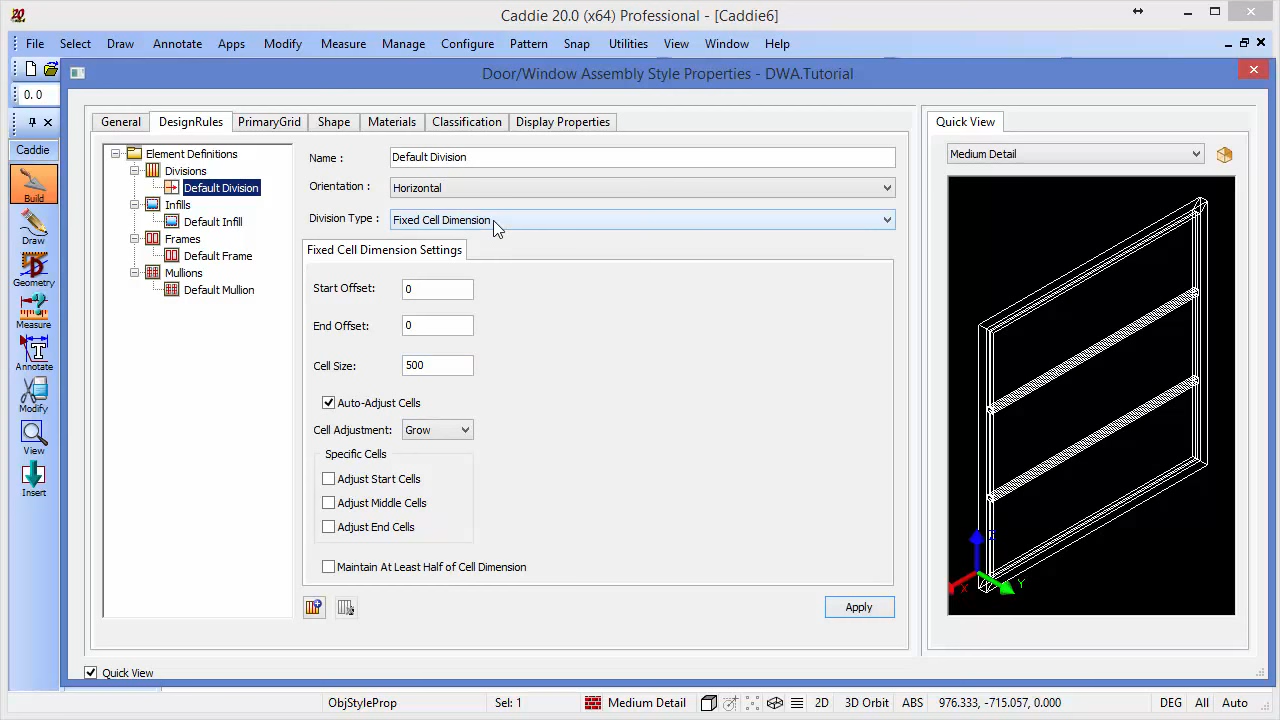 20.
Caddie 20.0 (x64) Professional - [Caddie6]
File Select Draw Annotate Apps Modify Measure Manage Configure Pattern Snap Utilities View Window Help
Door/Window Assembly Style Properties - DWA.Tutorial
0. 0
General DesignRules PrimaryGrid Shape Materials Classification Display Properties
Quick View
Caddie
Build
Draw
Geometry
Measure
Annotate
Modify
View
Insert
Element Definitions
Divisions
Default Division
Infills
Default Infill
Frames
Default Frame
Mullions
Default Mullion
Name : Default Division
Orientation : Horizontal
Division Type : Fixed Cell Dimension
Fixed Cell Dimension Settings
Start Offset: 0
End Offset: 0
Cell Size: 500
Auto-Adjust Cells
Cell Adjustment: Grow
Specific Cells
Adjust Start Cells
Adjust Middle Cells
Adjust End Cells
Maintain At Least Half of Cell Dimension
Apply
Medium Detail
Z
X
Y
Quick View
ObjStyleProp Sel: 1 Medium Detail 2D 3D Orbit ABS 976.333, -715.057, 0.000 DEG All Auto